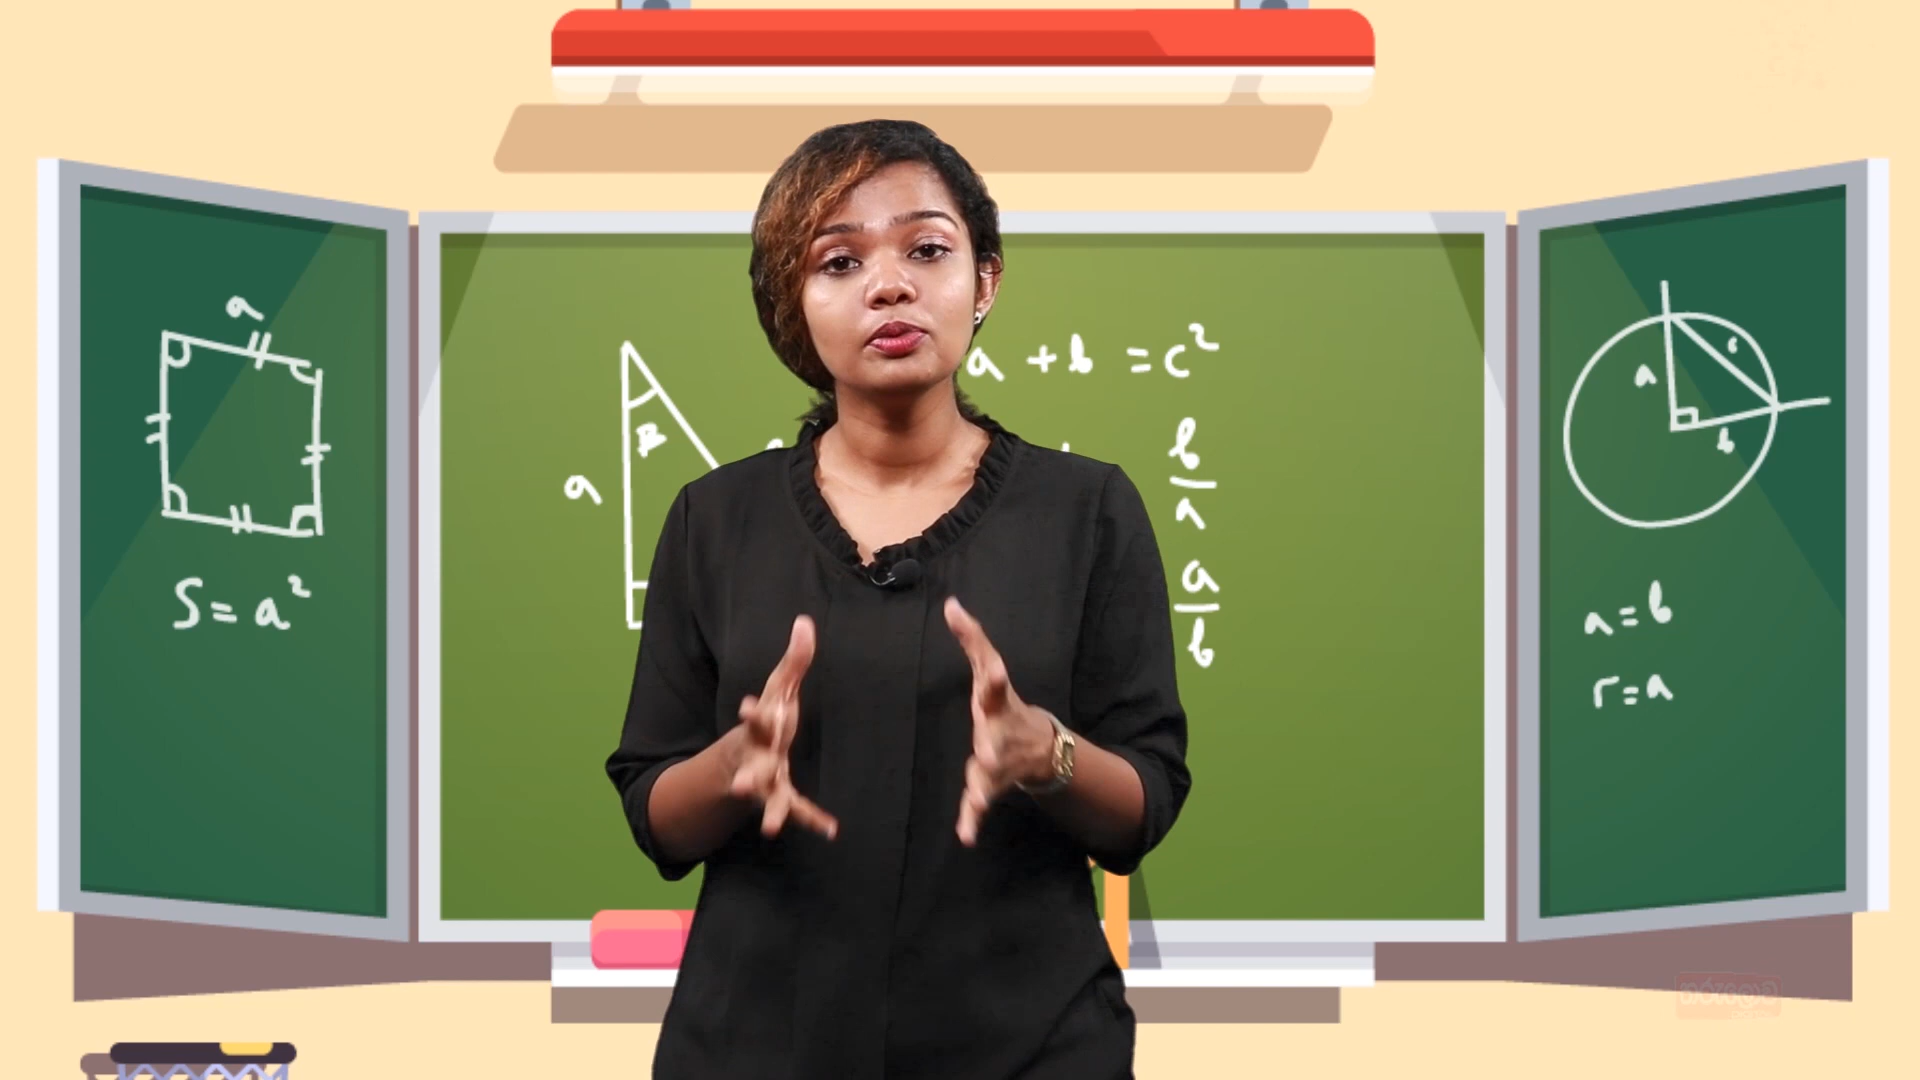 a
S = a²
a
a + b = c²
b
a
b
a
c
b
a = b
r = a